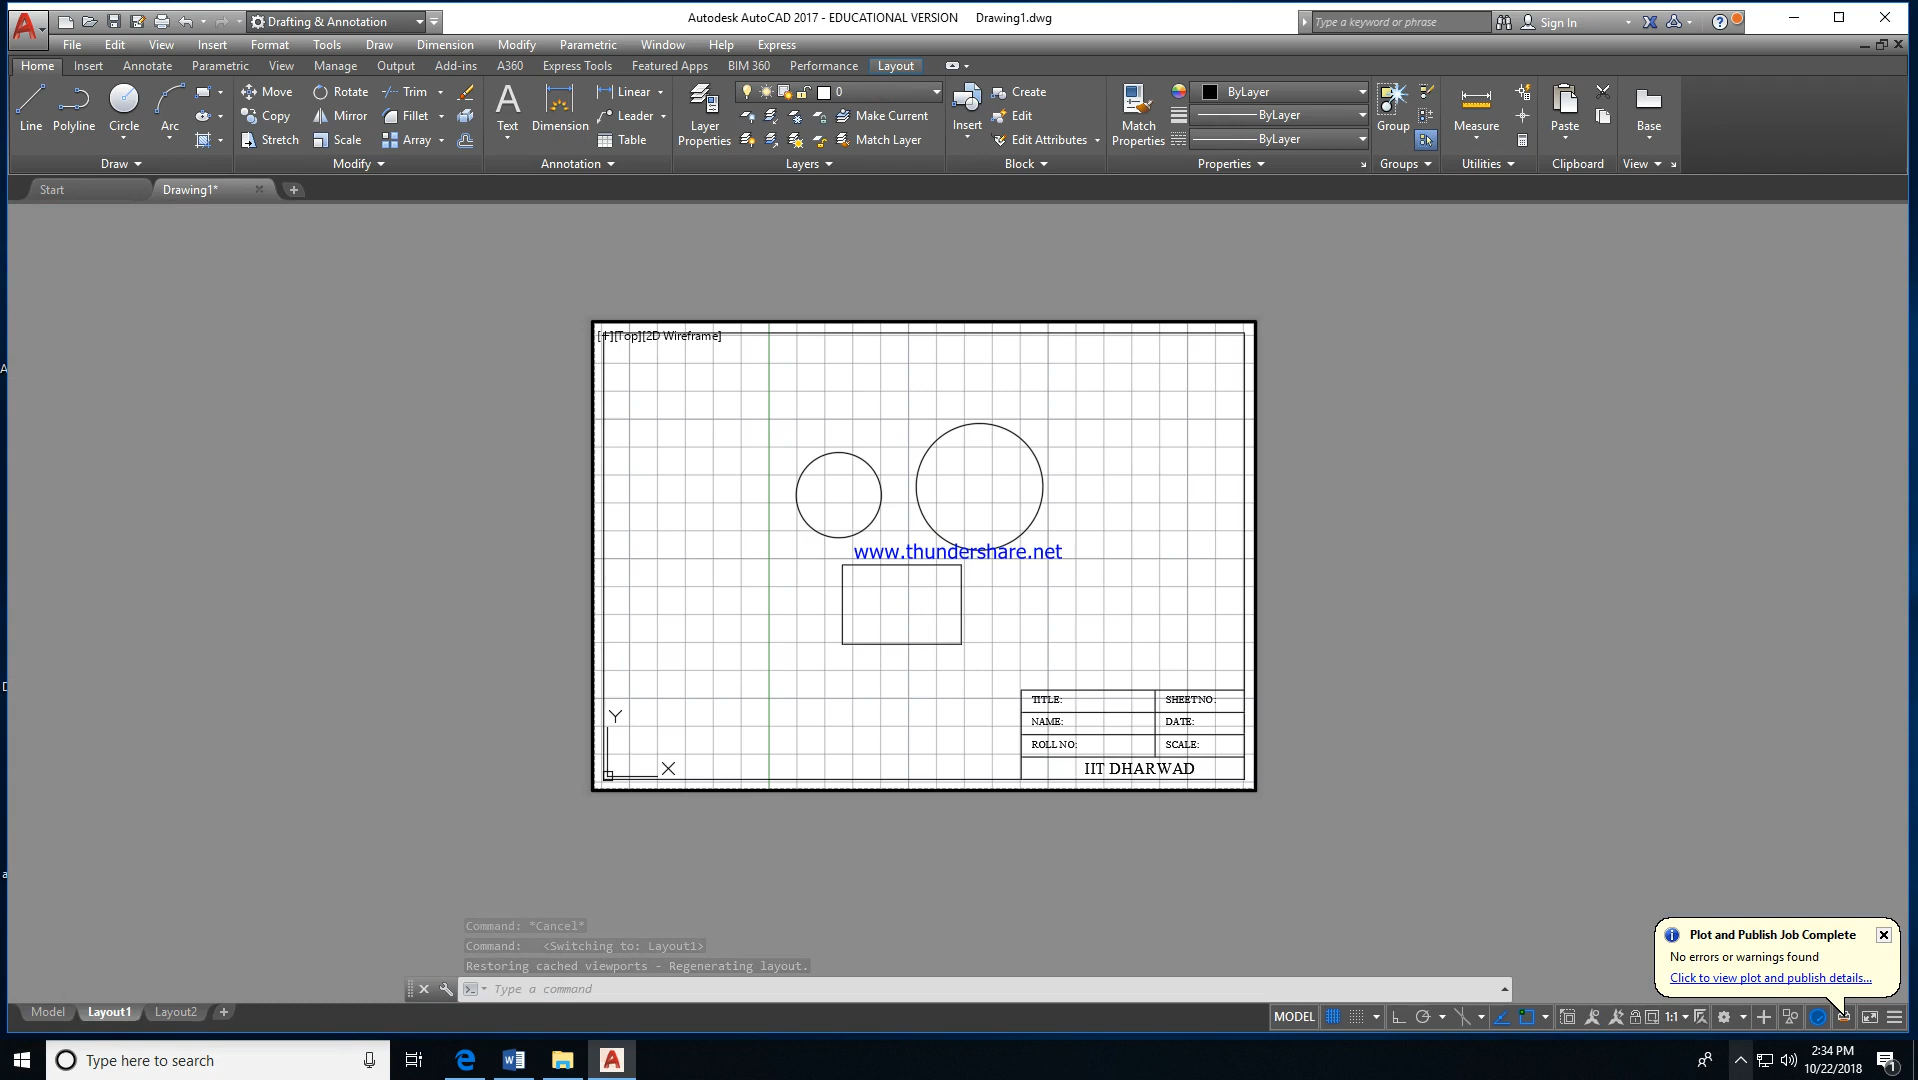 Drafting & Annotation
Autodesk AutoCAD 2017 - EDUCATIONAL VERSION Drawing1.dwg
Type a keyword or phrase
Sign In
File Edit View Insert Format Tools Draw Dimension Modify Parametric Window Help Express
Home Insert Annotate Parametric View Manage Output Add-ins A360 Express Tools Featured Apps BIM 360 Performance Layout
Line Polyline Circle Arc
Move Rotate Trim
Copy Mirror Fillet
Stretch Scale Array
Text Dimension
Linear
Leader
Table
Layer Properties
0
Make Current
Match Layer
Insert
Create
Edit
Edit Attributes
Match Properties
ByLayer
ByLayer
ByLayer
Group
Measure
Paste
Base
Draw Modify Annotation Layers Block Properties Groups Utilities Clipboard View
Start Drawing1*
[+][Top][2D Wireframe]
www.thundershare.net
TITLE: SHEET NO:
NAME: DATE:
ROLL NO: SCALE:
IIT DHARWAD
Y
X
Command: *Cancel*
Command: <Switching to: Layout1>
Restoring cached viewports - Regenerating layout.
Type a command
Plot and Publish Job Complete
No errors or warnings found
Click to view plot and publish details...
Model Layout1 Layout2
MODEL
1:1
Type here to search
2:34 PM
10/22/2018
1